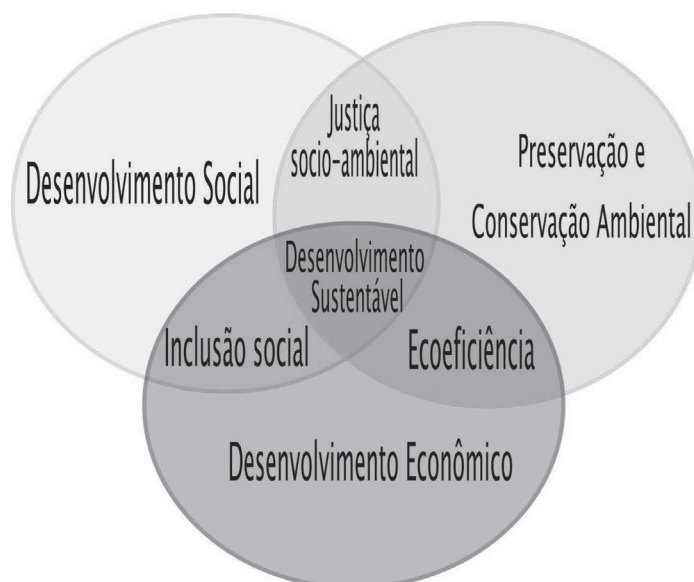 Justiça
socio-ambiental
Desenvolvimento Social
Preservação e
Conservação Ambiental
Desenvolvimento
Sustentável
Inclusão social
Ecoeficiência
Desenvolvimento Econômico